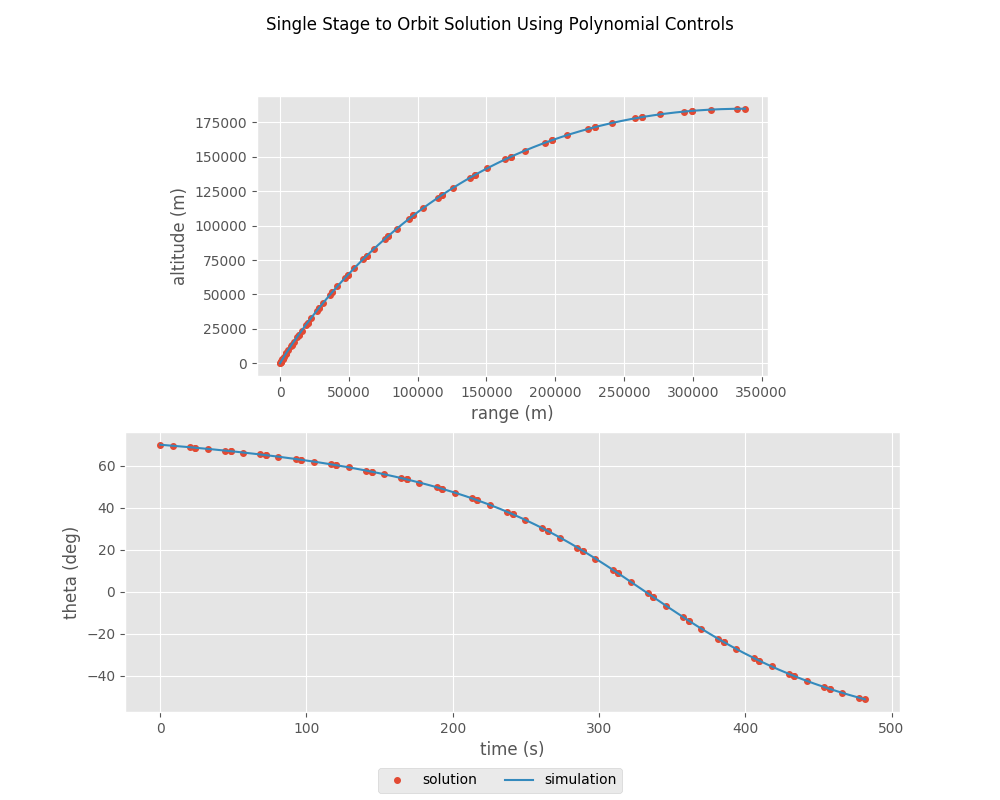 Single Stage to Orbit Solution Using Polynomial Controls
175000
150000
125000
100000
75000
50000
25000
0
altitude (m)
0 50000 100000 150000 200000 250000 300000 350000
range (m)
60
40
20
0
−20
−40
theta (deg)
0 100 200 300 400 500
time (s)
solution simulation